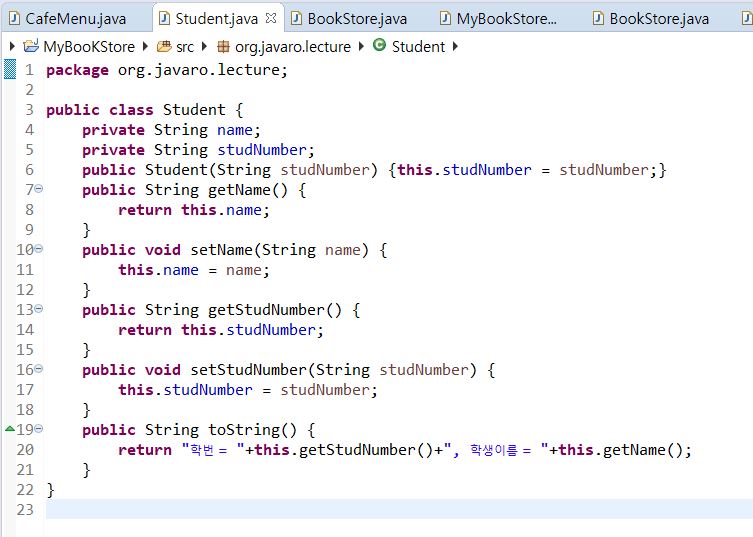 CafeMenu.java Student.java BookStore.java MyBookStore... BookStore.java
MyBooKStore src org.javaro.lecture Student
1 package org.javaro.lecture;
2
3 public class Student {
4     private String name;
5     private String studNumber;
6     public Student(String studNumber) {this.studNumber = studNumber;}
7     public String getName() {
8         return this.name;
9     }
10     public void setName(String name) {
11         this.name = name;
12     }
13     public String getStudNumber() {
14         return this.studNumber;
15     }
16     public void setStudNumber(String studNumber) {
17         this.studNumber = studNumber;
18     }
19     public String toString() {
20         return "학번 = "+this.getStudNumber()+", 학생이름 = "+this.getName();
21     }
22 }
23